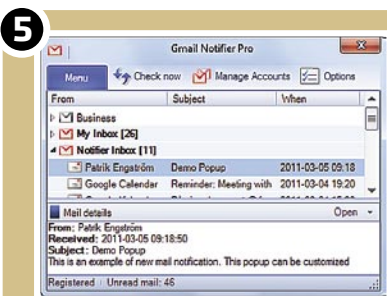 5
Gmail Notifier Pro
Menu Check now Manage Accounts Options
From Subject When
Business
My Inbox [26]
Notifier Inbox [11]
Patrik Engström Demo Popup 2011-03-05 09:18
Google Calendar Reminder: Meeting with 2011-03-04 19:20
Mail details Open
From: Patrik Engström
Received: 2011-03-05 09:18:50
Subject: Demo Popup
This is an example of new mail notification. This popup can be customized
Registered Unread mail: 46